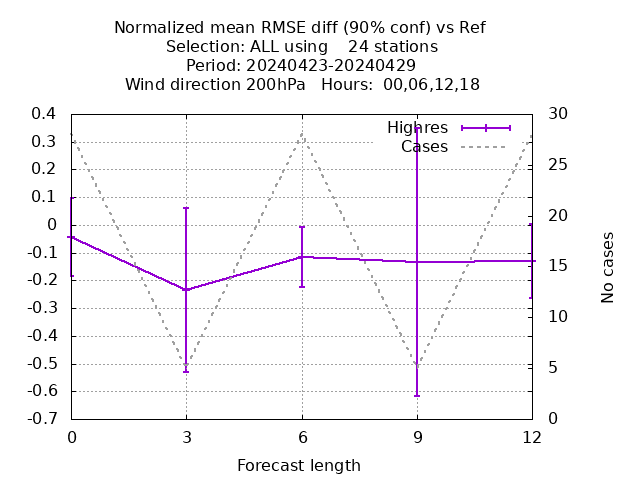 Normalized mean RMSE diff (90% conf) vs Ref
Selection: ALL using    24 stations
Period: 20240423-20240429
Wind direction 200hPa   Hours:  00,06,12,18
Highres
Cases
0.4
0.3
0.2
0.1
0
-0.1
-0.2
-0.3
-0.4
-0.5
-0.6
-0.7
30
25
20
15
10
5
0
No cases
0 3 6 9 12
Forecast length